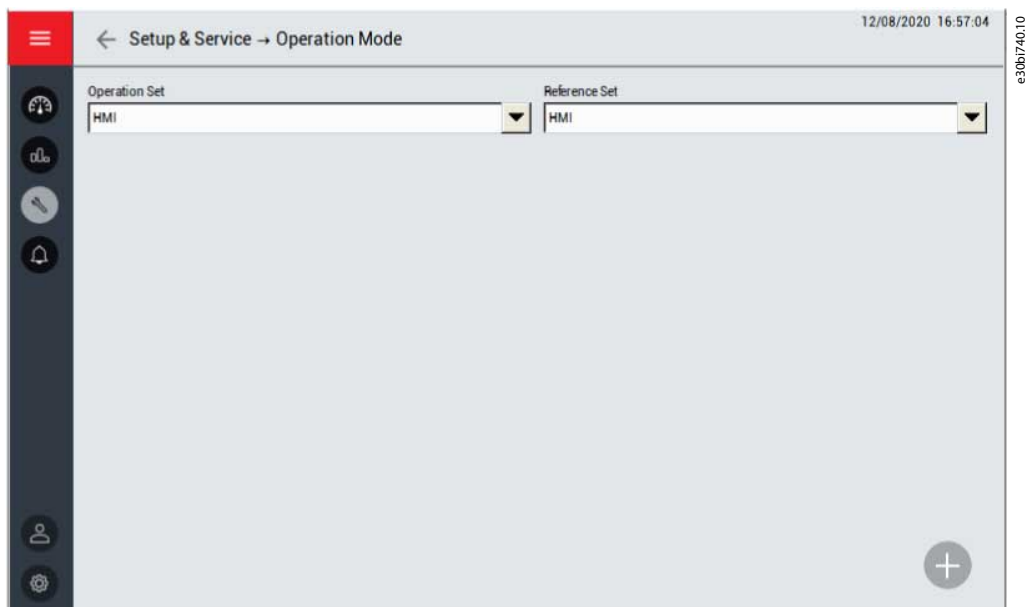 12/08/2020 16:57:04
← Setup & Service → Operation Mode
Operation Set
Reference Set
HMI
HMI
e30bi740.10